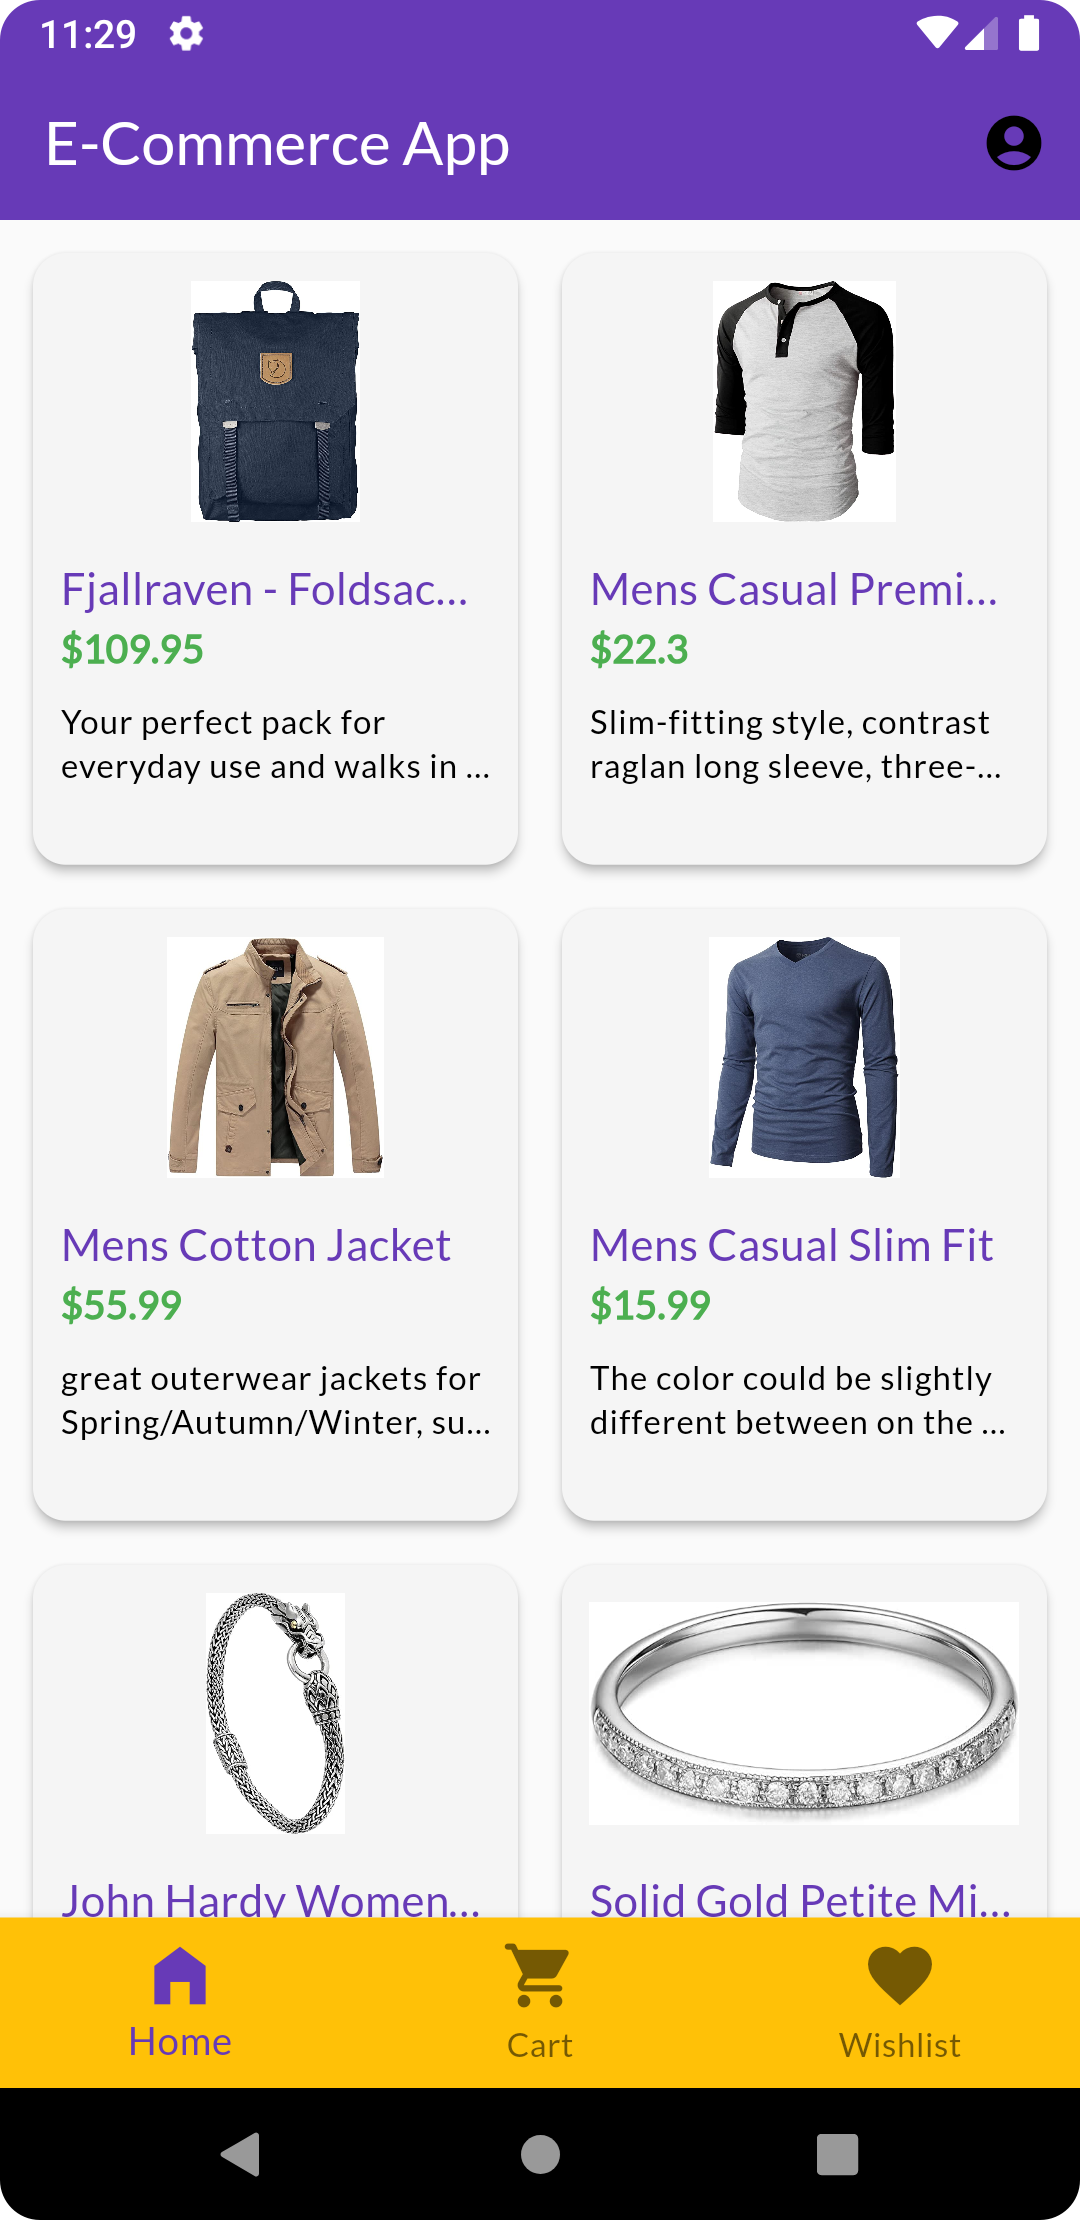 11:29
E-Commerce App
Fjallraven - Foldsac...
$109.95
Your perfect pack for
everyday use and walks in ...
Mens Casual Premi...
$22.3
Slim-fitting style, contrast
raglan long sleeve, three-...
Mens Cotton Jacket
$55.99
great outerwear jackets for
Spring/Autumn/Winter, su...
Mens Casual Slim Fit
$15.99
The color could be slightly
different between on the ...
John Hardy Women...
Solid Gold Petite Mi...
Home
Cart
Wishlist